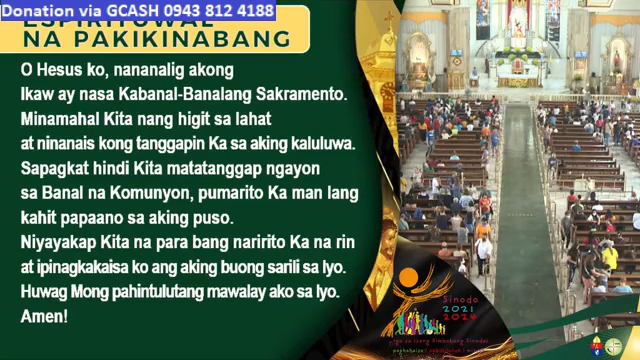 Donation via GCASH 0943 812 4188
ESPIRITUWAL
NA PAKIKINABANG
O Hesus ko, nananalig akong
Ikaw ay nasa Kabanal-Banalang Sakramento.
Minamahal Kita nang higit sa lahat
at ninanais kong tanggapin Ka sa aking kaluluwa.
Sapagkat hindi Kita matatanggap ngayon
sa Banal na Komunyon, pumarito Ka man lang
kahit papaano sa aking puso.
Niyayakap Kita na para bang naririto Ka na rin
at ipinagkakaisa ko ang aking buong sarili sa Iyo.
Huwag Mong pahintulutang mawalay ako sa Iyo.
Amen!
Sinodo
2021
2024